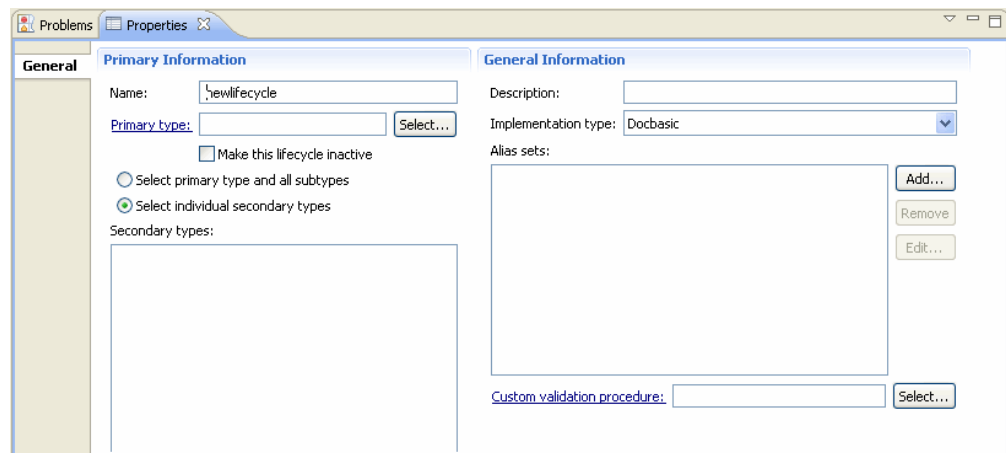 Problems
Properties
General
Primary Information
Name: newlifecycle
Primary type: Select...
Make this lifecycle inactive
Select primary type and all subtypes
Select individual secondary types
Secondary types:
General Information
Description:
Implementation type: Docbasic
Alias sets:
Add...
Remove
Edit...
Custom validation procedure: Select...